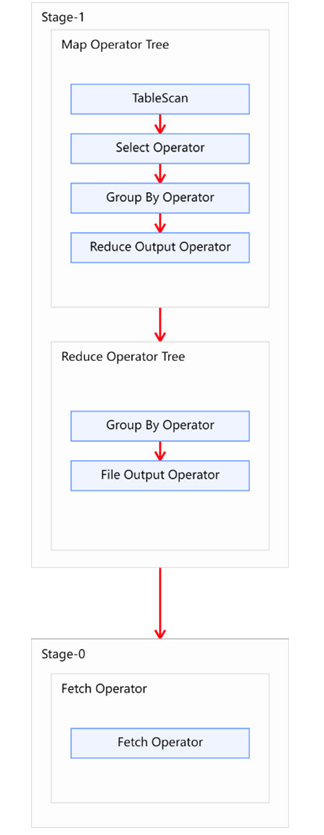 Stage-1
Map Operator Tree
TableScan
Select Operator
Group By Operator
Reduce Output Operator
Reduce Operator Tree
Group By Operator
File Output Operator
Stage-0
Fetch Operator
Fetch Operator